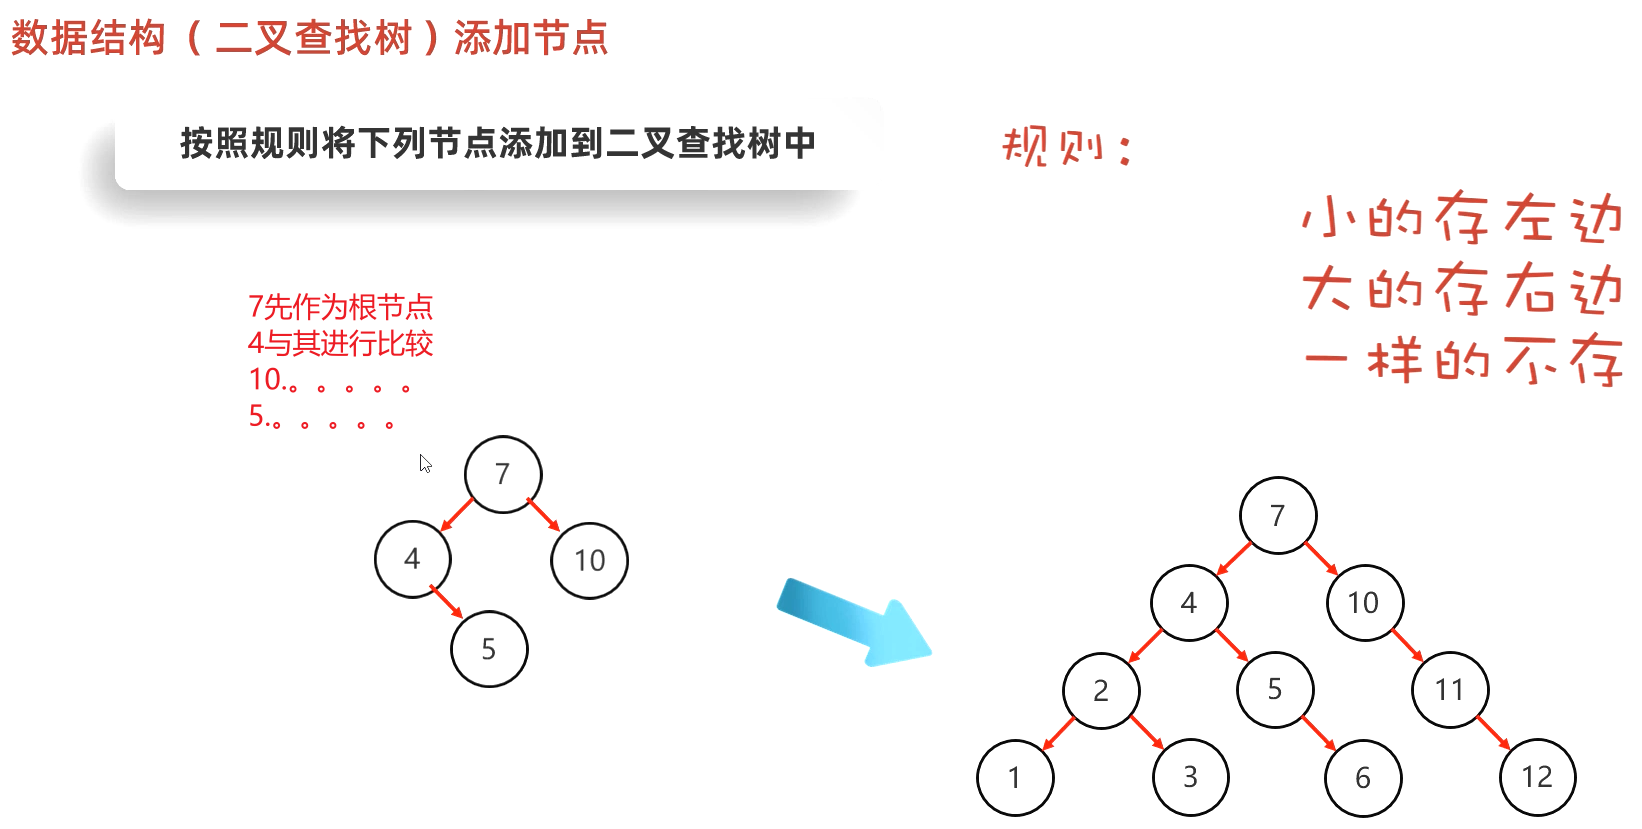 数据结构（二叉查找树）添加节点
按照规则将下列节点添加到二叉查找树中
规则：
小的存左边
大的存右边
一样的不存
7先作为根节点
4与其进行比较
10.。。。。。
5.。。。。。
7
4
10
5
7
4
10
2
5
11
1
3
6
12